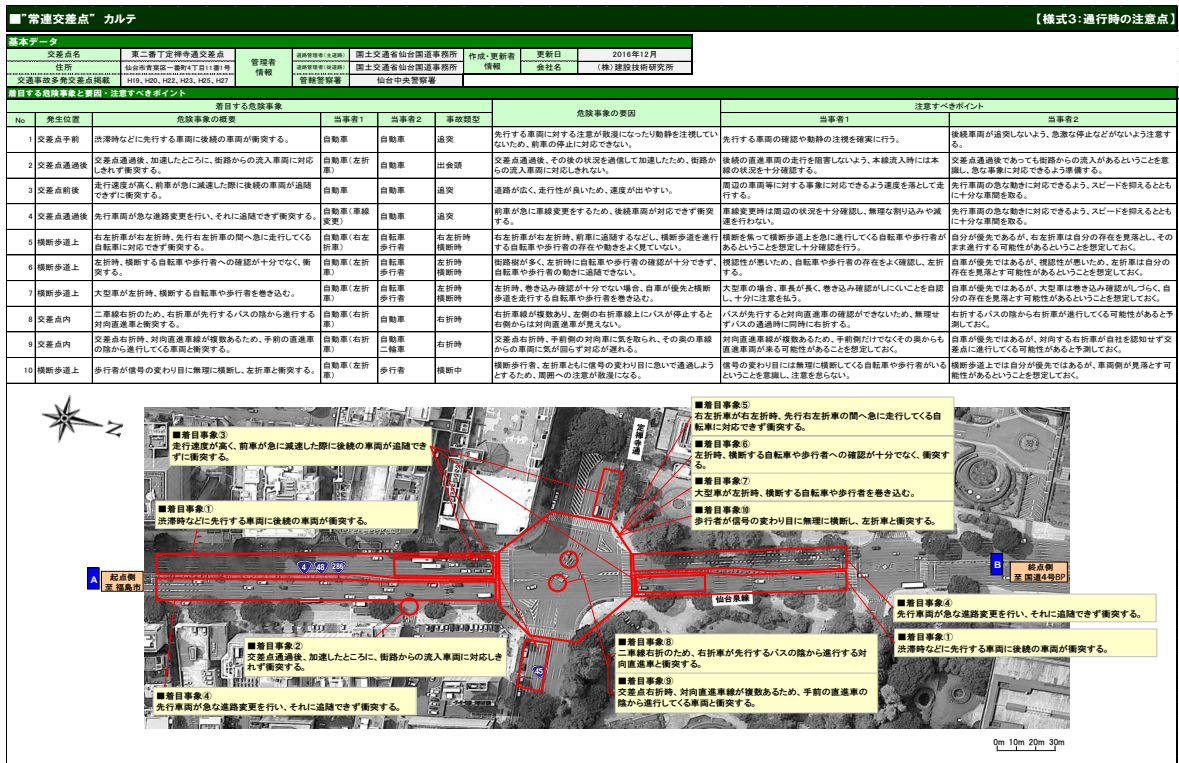 ■"常連交差点" カルテ
【様式3:通行時の注意点】
基本データ
交差点名 東二番丁定禅寺通交差点 管理者情報 道路管理者(主道路) 国土交通省仙台国道事務所 作成・更新者情報 更新日 2016年12月
住所 仙台市青葉区一番町4丁目11番1号 道路管理者(従道路) 国土交通省仙台国道事務所 会社名 (株)建設技術研究所
交通事故多発交差点掲載 H19、H20、H22、H23、H25、H27 管轄警察署 仙台中央警察署
着目する危険事象と要因・注意すべきポイント
着目する危険事象 危険事象の要因 注意すべきポイント
No 発生位置 危険事象の概要 当事者1 当事者2 事故類型 当事者1 当事者2
1 交差点手前 渋滞時などに先行する車両に後続の車両が衝突する。 自動車 自動車 追突 先行する車両に対する注意が散漫になったり動静を注視していないため、前車の停止に対応できない。 先行する車両の確認や動静の注視を確実に行う。 後続車両が追突しないよう、急激な停止などがないよう注意する。
2 交差点通過後 交差点通過後、加速したところに、街路からの流入車両に対応しきれず衝突する。 自動車(左折車) 自動車 出会頭 交差点通過後、その後の状況を過信して加速したため、街路からの流入車両に対応しきれない。 後続の直進車両の走行を阻害しないよう、本線流入時には本線の状況を十分確認する。 交差点通過後であっても街路からの流入があるということを意識し、急な事象に対応できるよう準備する。
3 交差点前後 走行速度が高く、前車が急に減速した際に後続の車両が追随できずに衝突する。 自動車 自動車 追突 道路が広く、走行性が良いため、速度が出やすい。 周辺の車両等に対する事象に対応できるよう速度を落として走行する。 先行車両の急な動きに対応できるよう、スピードを抑えるとともに十分な車間を取る。
4 交差点通過後 先行車両が急な進路変更を行い、それに追随できず衝突する。 自動車(車線変更) 自動車 追突 前車が急に車線変更をするため、後続車両が対応できず衝突する。 車線変更時は周辺の状況を十分確認し、無理な割り込みや減速を行わない。 先行車両の急な動きに対応できるよう、スピードを抑えるとともに十分な車間を取る。
5 横断歩道上 右左折車が右左折時、先行右左折車の間へ急に走行してくる自転車に対応できず衝突する。 自動車(右左折車) 自転車 歩行者 右左折時 横断時 右左折車が右左折時、前車に追随するなどし、横断歩道を進行する自転車や歩行者の存在や動きをよく見ていない。 横断を焦って横断歩道上を急に進行してくる自転車や歩行者があるということを想定し十分確認を行う。 自分が優先であるが、右左折車は自分の存在を見落とし、そのまま進行する可能性があるということを想定しておく。
6 横断歩道上 左折時、横断する自転車や歩行者への確認が十分でなく、衝突する。 自動車(左折車) 自転車 歩行者 左折時 横断時 街路樹が多く、左折時に自転車や歩行者の確認が十分できず、自転車や歩行者の動きに追随できない。 視認性が悪いため、自転車や歩行者の存在をよく確認し、左折する。 自車が優先ではあるが、視認性が悪いため、左折車は自分の存在を見落とす可能性があるということを想定しておく。
7 横断歩道上 大型車が左折時、横断する自転車や歩行者を巻き込む。 自動車(左折車) 自転車 歩行者 左折時 横断時 左折時、巻き込み確認が十分でない場合、自車が優先と横断歩道を走行する自転車や歩行者を巻き込む。 大型車の場合、車長が長く、巻き込み確認がしにくいことを自認し、十分に注意を払う。 自車が優先ではあるが、大型車は巻き込み確認がしづらく、自分の存在を見落とす可能性があるということを想定しておく。
8 交差点内 二車線右折のため、右折車が先行するバスの陰から進行する対向直進車と衝突する。 自動車(右折車) 自動車 右折時 右折車線が複数あり、左側の右折車線上にバスが停止すると右側からは対向直進車が見えない。 バスが先行すると対向直進車の確認ができないため、無理せずバスの通過時に同時に右折する。 右折するバスの陰から右折車が進行してくる可能性があると予測しておく。
9 交差点内 交差点右折時、対向直進車線が複数あるため、手前の直進車の陰から進行してくる車両と衝突する。 自動車(右折車) 自動車 二輪車 右折時 交差点右折時、手前側の対向車に気を取られ、その奥の車線からの車両に気が回らず対応が遅れる。 対向直進車線が複数あるため、手前側だけでなくその奥からも直進車両が来る可能性があることを想定しておく。 自車が優先ではあるが、対向する右折車が自社を認知せず交差点に進行してくる可能性があると予測しておく。
10 横断歩道上 歩行者が信号の変わり目に無理に横断し、左折車と衝突する。 自動車(左折車) 歩行者 横断中 横断歩行者、左折車ともに信号の変わり目に急いで通過しようとするため、周囲への注意が散漫になる。 信号の変わり目には無理に横断してくる自転車や歩行者がいるということを意識し、注意を怠らない。 横断歩道上では自分が優先ではあるが、車両側が見落とす可能性があるということを想定しておく。
N
■着目事象③
走行速度が高く、前車が急に減速した際に後続の車両が追随できずに衝突する。
定禅寺通
■着目事象⑤
右左折車が右左折時、先行右左折車の間へ急に走行してくる自転車に対応できず衝突する。
■着目事象⑥
左折時、横断する自転車や歩行者への確認が十分でなく、衝突する。
■着目事象⑦
大型車が左折時、横断する自転車や歩行者を巻き込む。
■着目事象⑩
歩行者が信号の変わり目に無理に横断し、左折車と衝突する。
■着目事象①
渋滞時などに先行する車両に後続の車両が衝突する。
4 48 286
A
起点側
至 福島市
B
終点側
至 国道4号BP
仙台泉線
■着目事象④
先行車両が急な進路変更を行い、それに追随できず衝突する。
■着目事象①
渋滞時などに先行する車両に後続の車両が衝突する。
■着目事象②
交差点通過後、加速したところに、街路からの流入車両に対応しきれず衝突する。
45
■着目事象⑧
二車線右折のため、右折車が先行するバスの陰から進行する対向直進車と衝突する。
■着目事象⑨
交差点右折時、対向直進車線が複数あるため、手前の直進車の陰から進行してくる車両と衝突する。
■着目事象④
先行車両が急な進路変更を行い、それに追随できず衝突する。
0m 10m 20m 30m